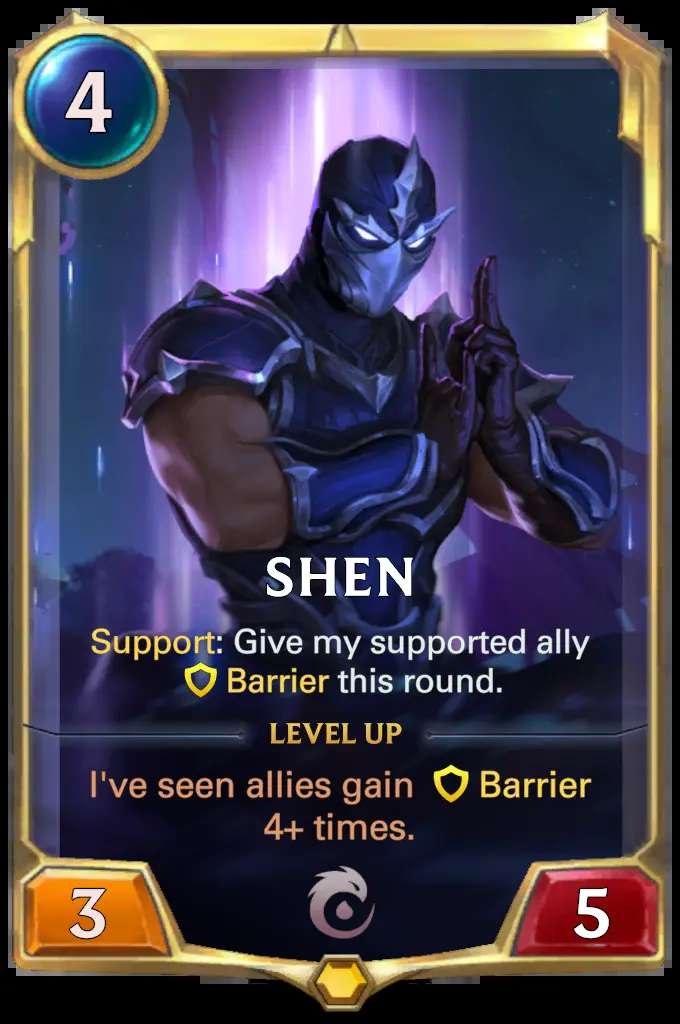 4
SHEN
Support: Give my supported ally
Barrier this round.
LEVEL UP
I've seen allies gain Barrier
4+ times.
3
5